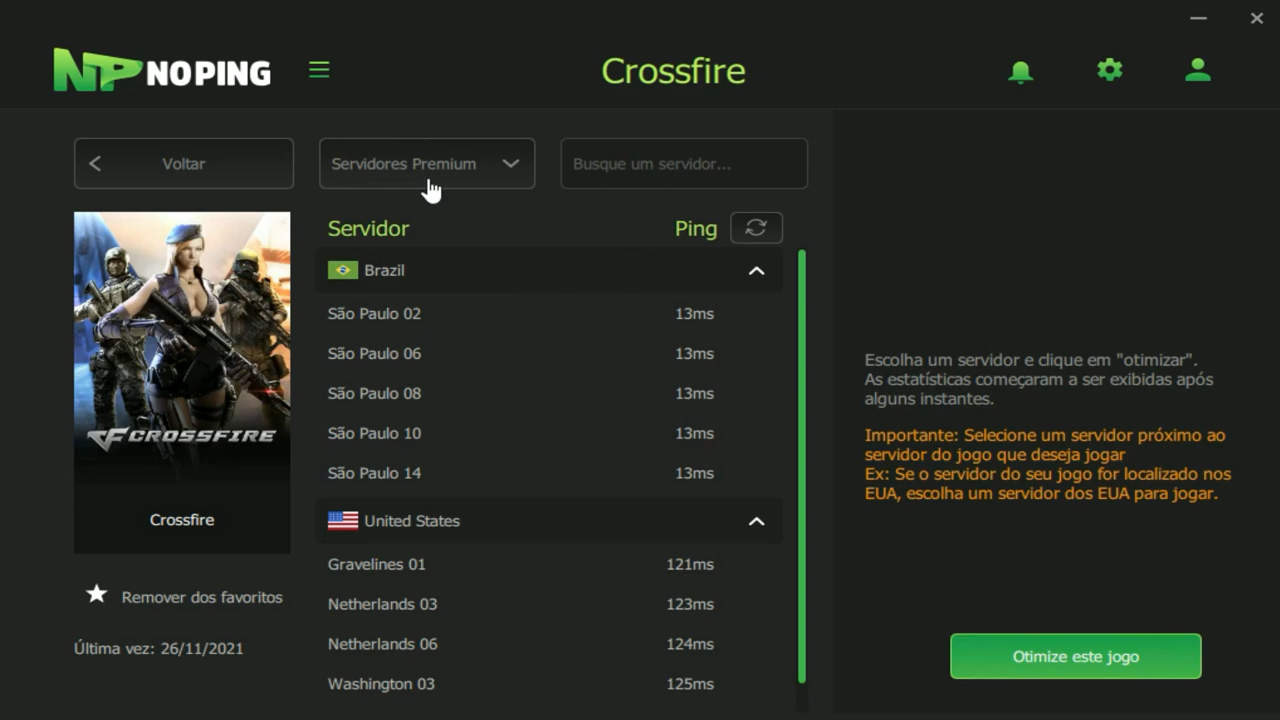 NP NOPING
Crossfire
Voltar
Servidores Premium
Busque um servidor...
Servidor
Ping
Brazil
São Paulo 02
13ms
São Paulo 06
13ms
São Paulo 08
13ms
São Paulo 10
13ms
São Paulo 14
13ms
United States
Gravelines 01
121ms
Netherlands 03
123ms
Netherlands 06
124ms
Washington 03
125ms
CF CROSSFIRE
Crossfire
Remover dos favoritos
Última vez: 26/11/2021
Escolha um servidor e clique em "otimizar".
As estatísticas começaram a ser exibidas após
alguns instantes.
Importante: Selecione um servidor próximo ao
servidor do jogo que deseja jogar
Ex: Se o servidor do seu jogo for localizado nos
EUA, escolha um servidor dos EUA para jogar.
Otimize este jogo